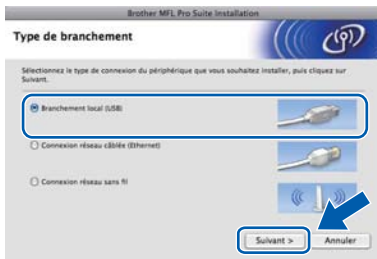 Brother MFL Pro Suite Installation
Type de branchement
Sélectionnez le type de connexion du périphérique que vous souhaitez installer, puis cliquez sur
Suivant.
Branchement local (USB)
Connexion réseau câblée (Ethernet)
Connexion réseau sans fil
Suivant > Annuler